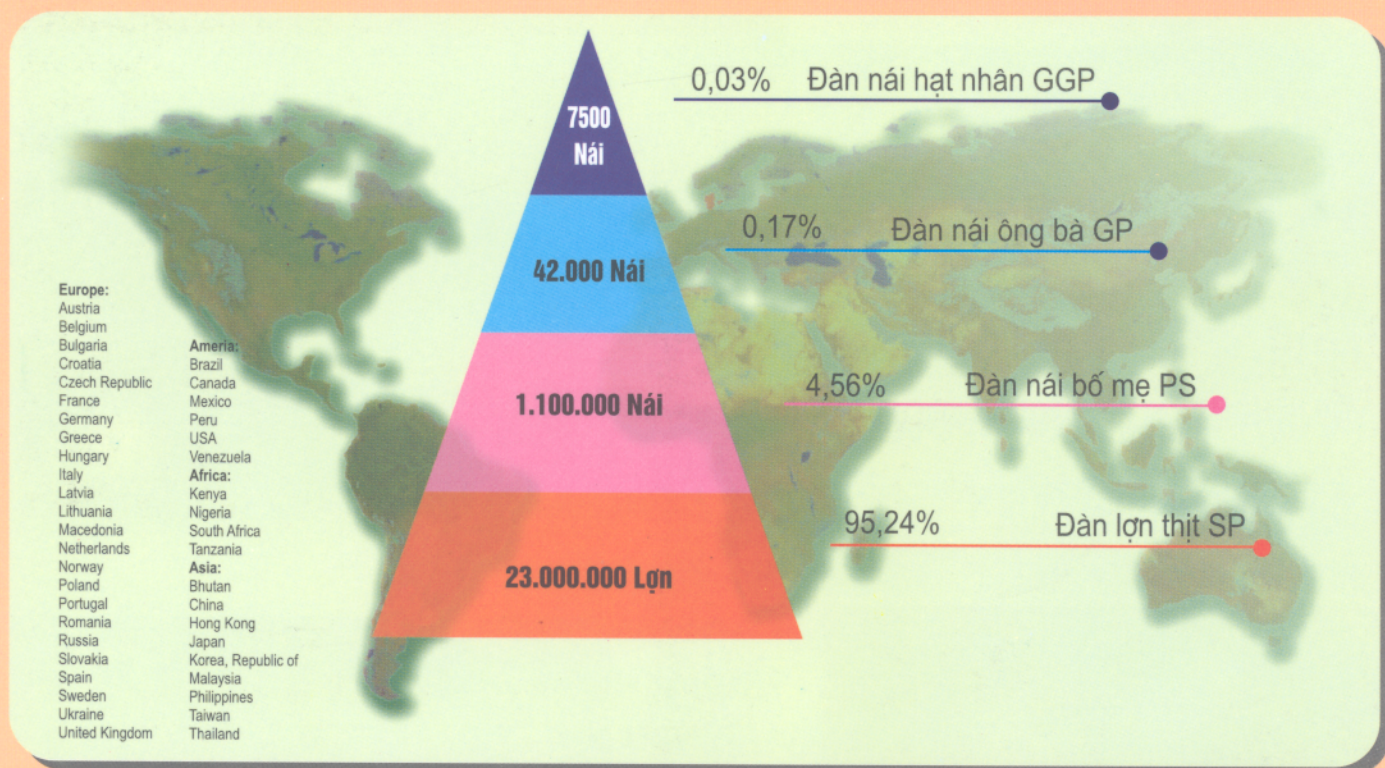 0,03% Đàn nái hạt nhân GGP
7500
Nái
0,17% Đàn nái ông bà GP
42.000 Nái
4,56% Đàn nái bố mẹ PS
1.100.000 Nái
95,24% Đàn lợn thịt SP
23.000.000 Lợn
Europe:
Austria
Belgium
Bulgaria
Croatia
Czech Republic
France
Germany
Greece
Hungary
Italy
Latvia
Lithuania
Macedonia
Netherlands
Norway
Poland
Portugal
Romania
Russia
Slovakia
Spain
Sweden
Ukraine
United Kingdom
Ameria:
Brazil
Canada
Mexico
Peru
USA
Venezuela
Africa:
Kenya
Nigeria
South Africa
Tanzania
Asia:
Bhutan
China
Hong Kong
Japan
Korea, Republic of
Malaysia
Philippines
Taiwan
Thailand